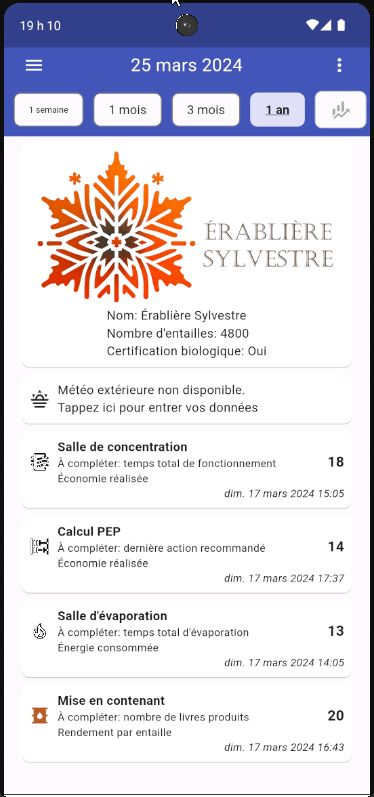 19 h 10
25 mars 2024
1 semaine
1 mois
3 mois
1 an
ÉRABLIÈRE
SYLVESTRE
Nom: Érablière Sylvestre
Nombre d'entailles: 4800
Certification biologique: Oui
Météo extérieure non disponible.
Tappez ici pour entrer vos données
Salle de concentration
À compléter: temps total de fonctionnement
18
Économie réalisée
dim. 17 mars 2024 15:05
Calcul PEP
À compléter: dernière action recommandé
14
Économie réalisée
dim. 17 mars 2024 17:37
Salle d'évaporation
À compléter: temps total d'évaporation
13
Énergie consommée
dim. 17 mars 2024 14:05
Mise en contenant
À compléter: nombre de livres produits
20
Rendement par entaille
dim. 17 mars 2024 16:43